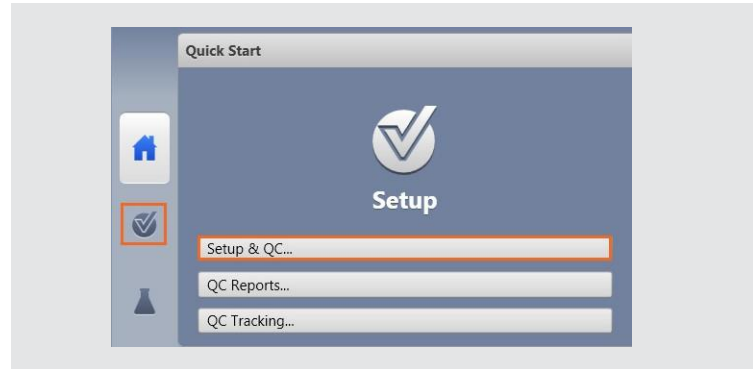 Quick Start
Setup
Setup & QC...
QC Reports...
QC Tracking...